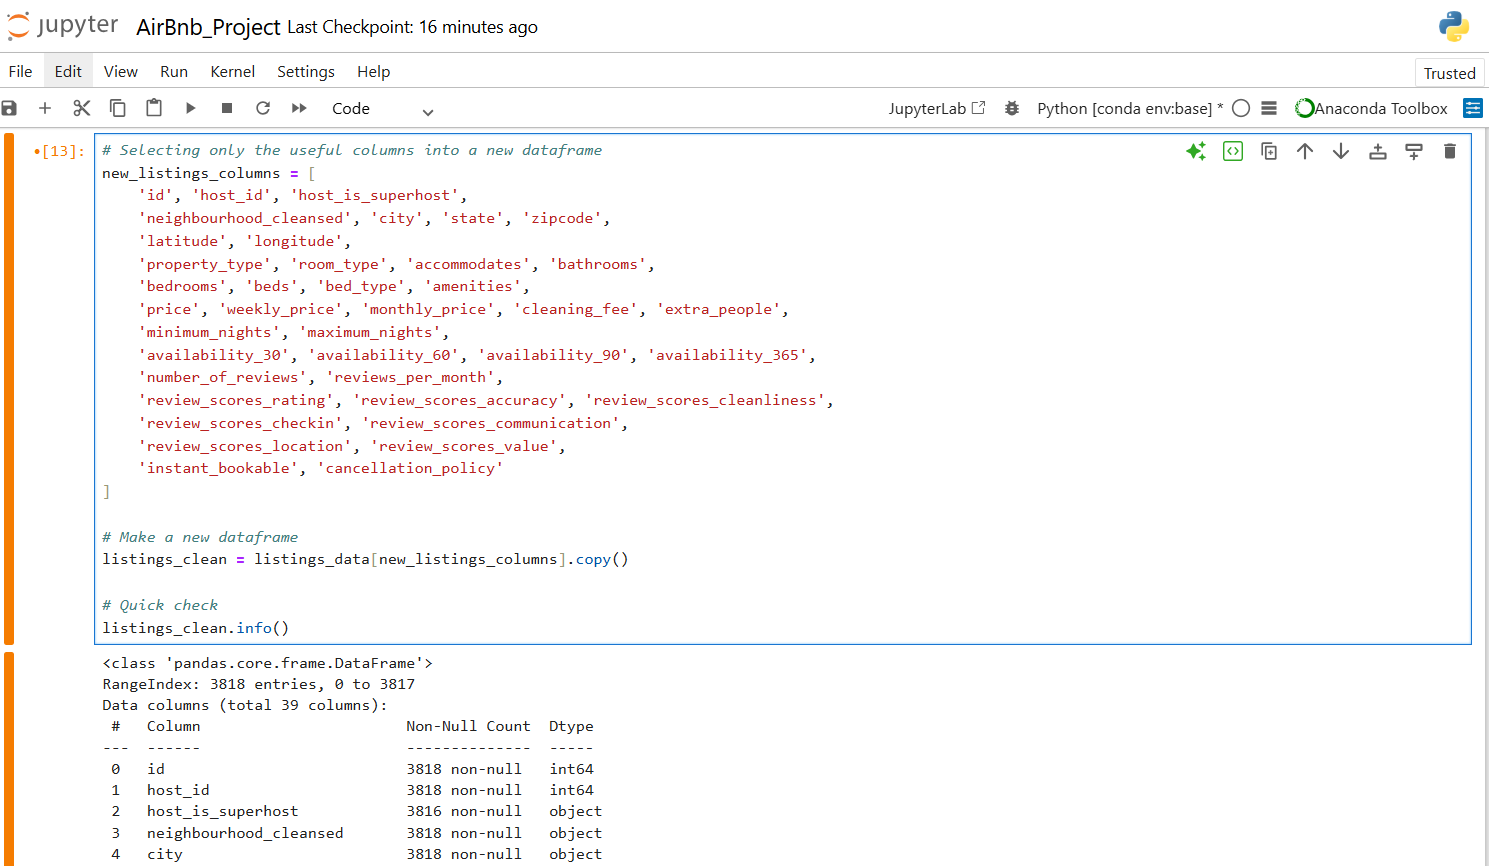 jupyter AirBnb_Project Last Checkpoint: 16 minutes ago
File Edit View Run Kernel Settings Help Trusted
Code JupyterLab Python [conda env:base] * Anaconda Toolbox
•[13]: # Selecting only the useful columns into a new dataframe
new_listings_columns = [
    'id', 'host_id', 'host_is_superhost',
    'neighbourhood_cleansed', 'city', 'state', 'zipcode',
    'latitude', 'longitude',
    'property_type', 'room_type', 'accommodates', 'bathrooms',
    'bedrooms', 'beds', 'bed_type', 'amenities',
    'price', 'weekly_price', 'monthly_price', 'cleaning_fee', 'extra_people',
    'minimum_nights', 'maximum_nights',
    'availability_30', 'availability_60', 'availability_90', 'availability_365',
    'number_of_reviews', 'reviews_per_month',
    'review_scores_rating', 'review_scores_accuracy', 'review_scores_cleanliness',
    'review_scores_checkin', 'review_scores_communication',
    'review_scores_location', 'review_scores_value',
    'instant_bookable', 'cancellation_policy'
]
# Make a new dataframe
listings_clean = listings_data[new_listings_columns].copy()
# Quick check
listings_clean.info()
<class 'pandas.core.frame.DataFrame'>
RangeIndex: 3818 entries, 0 to 3817
Data columns (total 39 columns):
 #   Column                       Non-Null Count  Dtype
---  ------                       --------------  -----
 0   id                           3818 non-null   int64
 1   host_id                      3818 non-null   int64
 2   host_is_superhost            3816 non-null   object
 3   neighbourhood_cleansed       3818 non-null   object
 4   city                         3818 non-null   object